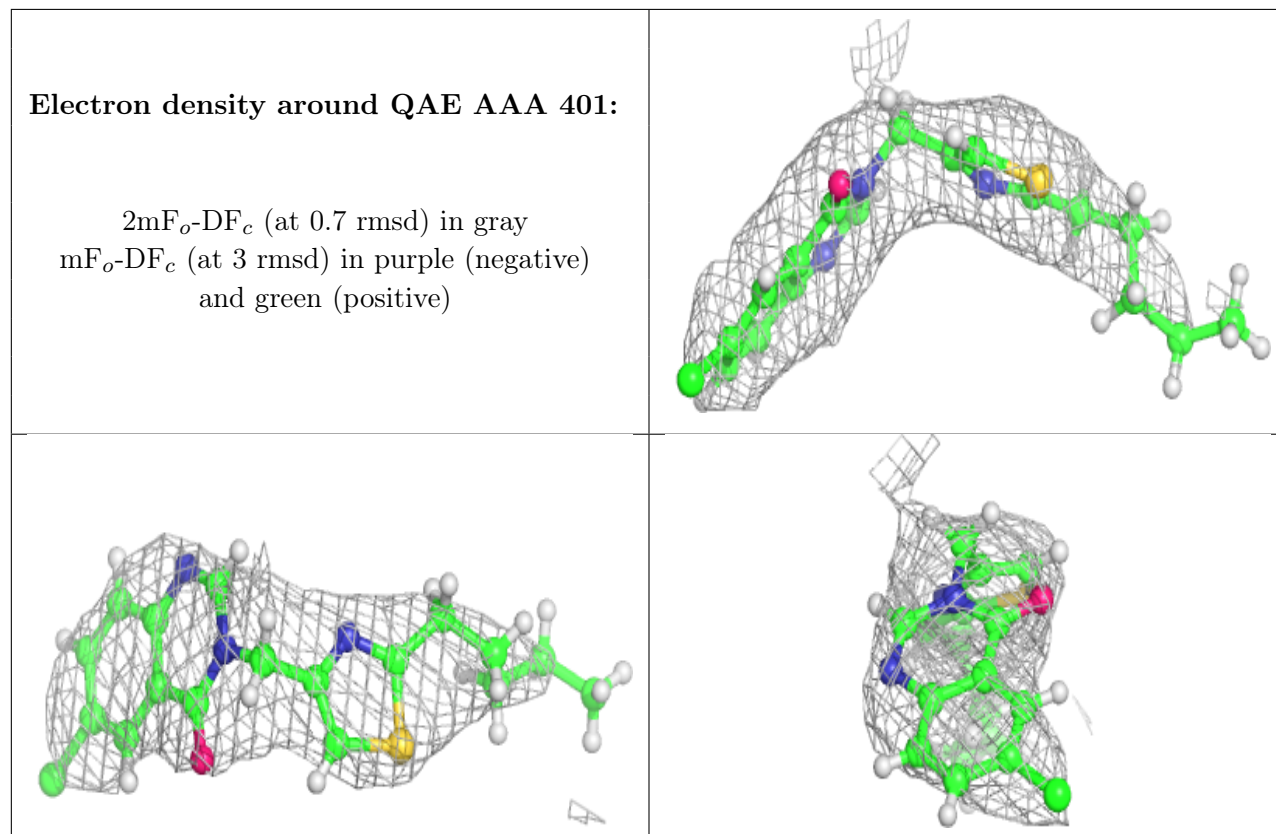 Electron density around QAE AAA 401:
2mFo-DFc (at 0.7 rmsd) in gray
mFo-DFc (at 3 rmsd) in purple (negative)
and green (positive)